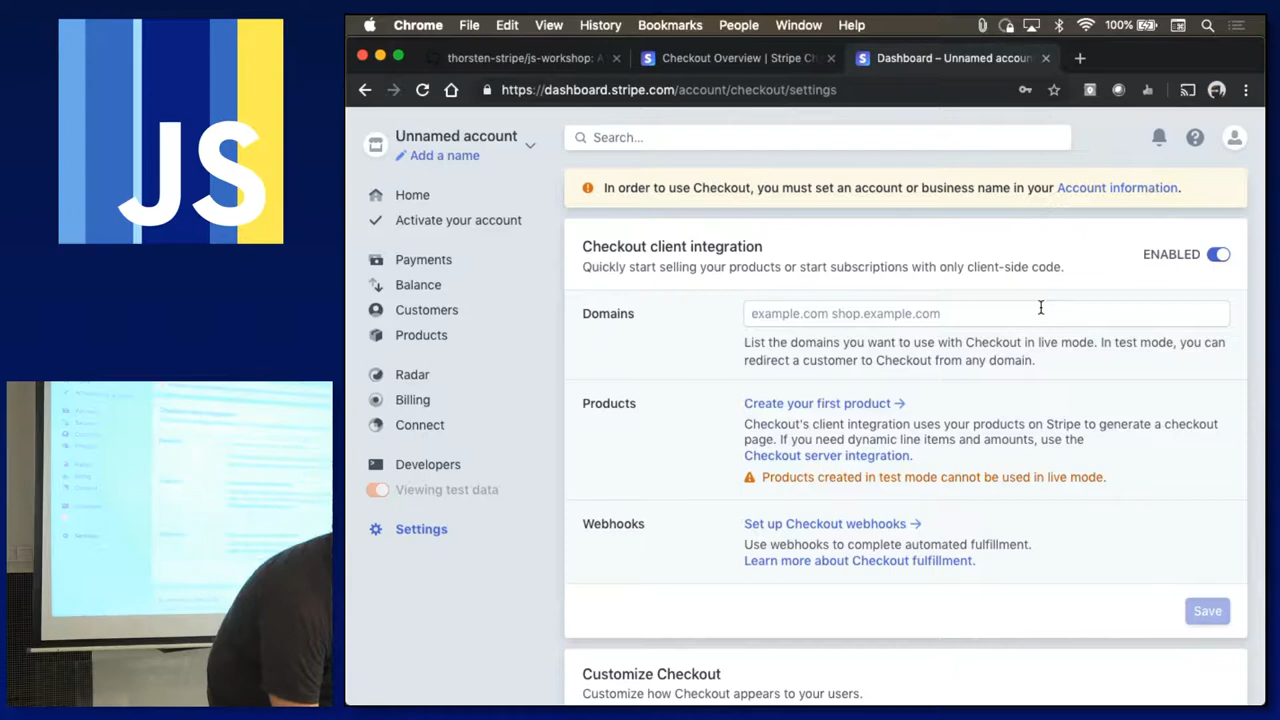 JS
Chrome File Edit View History Bookmarks People Window Help 100%
thorsten-stripe/js-workshop: A
Checkout Overview | Stripe Ch
Dashboard – Unnamed accoun
https://dashboard.stripe.com/account/checkout/settings
Unnamed account
Add a name
Search...
Home
Activate your account
Payments
Balance
Customers
Products
Radar
Billing
Connect
Developers
Viewing test data
Settings
In order to use Checkout, you must set an account or business name in your Account information.
Checkout client integration
Quickly start selling your products or start subscriptions with only client-side code.
ENABLED
Domains
example.com shop.example.com
List the domains you want to use with Checkout in live mode. In test mode, you can
redirect a customer to Checkout from any domain.
Products
Create your first product →
Checkout's client integration uses your products on Stripe to generate a checkout
page. If you need dynamic line items and amounts, use the
Checkout server integration.
Products created in test mode cannot be used in live mode.
Webhooks
Set up Checkout webhooks →
Use webhooks to complete automated fulfillment.
Learn more about Checkout fulfillment.
Save
Customize Checkout
Customize how Checkout appears to your users.